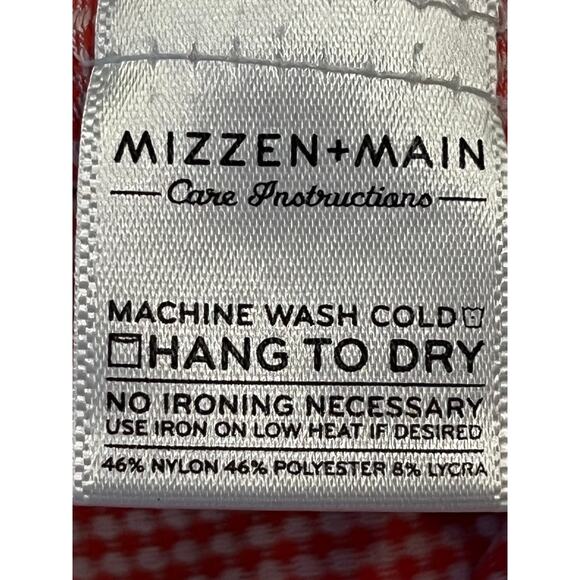 MIZZEN+MAIN
Care Instructions
MACHINE WASH COLD
HANG TO DRY
NO IRONING NECESSARY
USE IRON ON LOW HEAT IF DESIRED
46% NYLON 46% POLYESTER 8% LYCRA